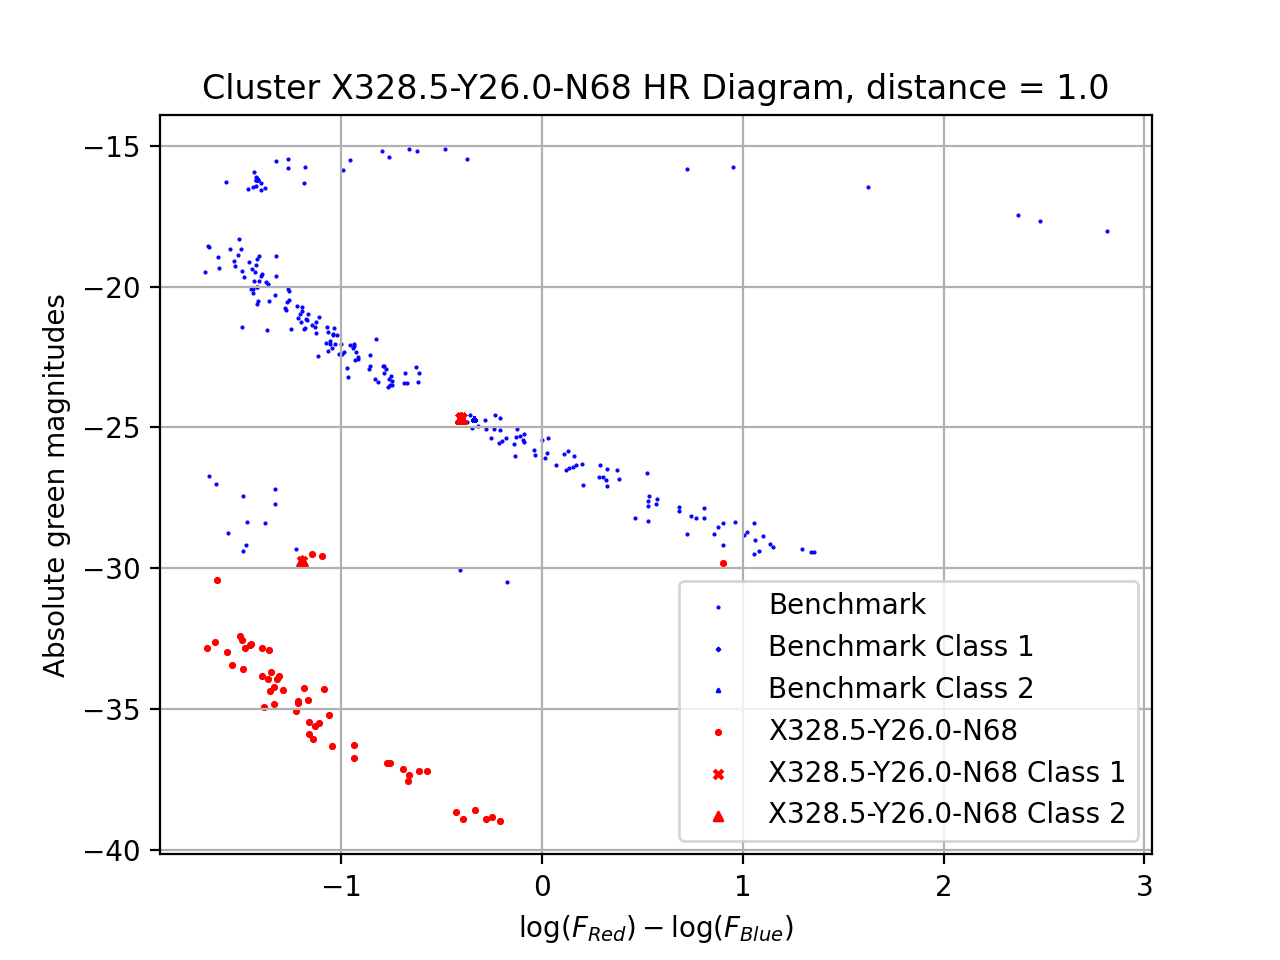 Cluster X328.5-Y26.0-N68 HR Diagram, distance = 1.0
Absolute green magnitudes
−15
−20
−25
−30
−35
−40
Benchmark
Benchmark Class 1
Benchmark Class 2
X328.5-Y26.0-N68
X328.5-Y26.0-N68 Class 1
X328.5-Y26.0-N68 Class 2
−1 0 1 2 3
log(F_Red) − log(F_Blue)